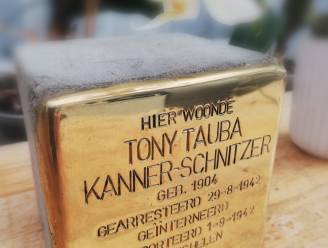 HIER WOONDE
TONY TAUBA
KANNER-SCHNITZER
GEB. 1904
GEARRESTEERD 29-8-1942
GEÏNTERNEERD